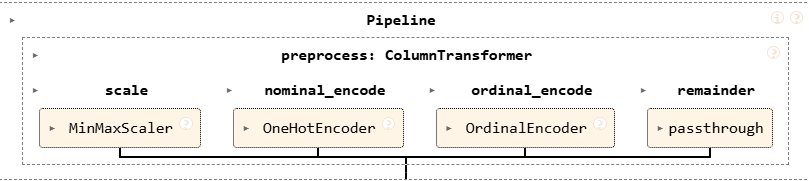 Pipeline
i ?
preprocess: ColumnTransformer
?
scale nominal_encode ordinal_encode remainder
MinMaxScaler ? OneHotEncoder ? OrdinalEncoder ? passthrough